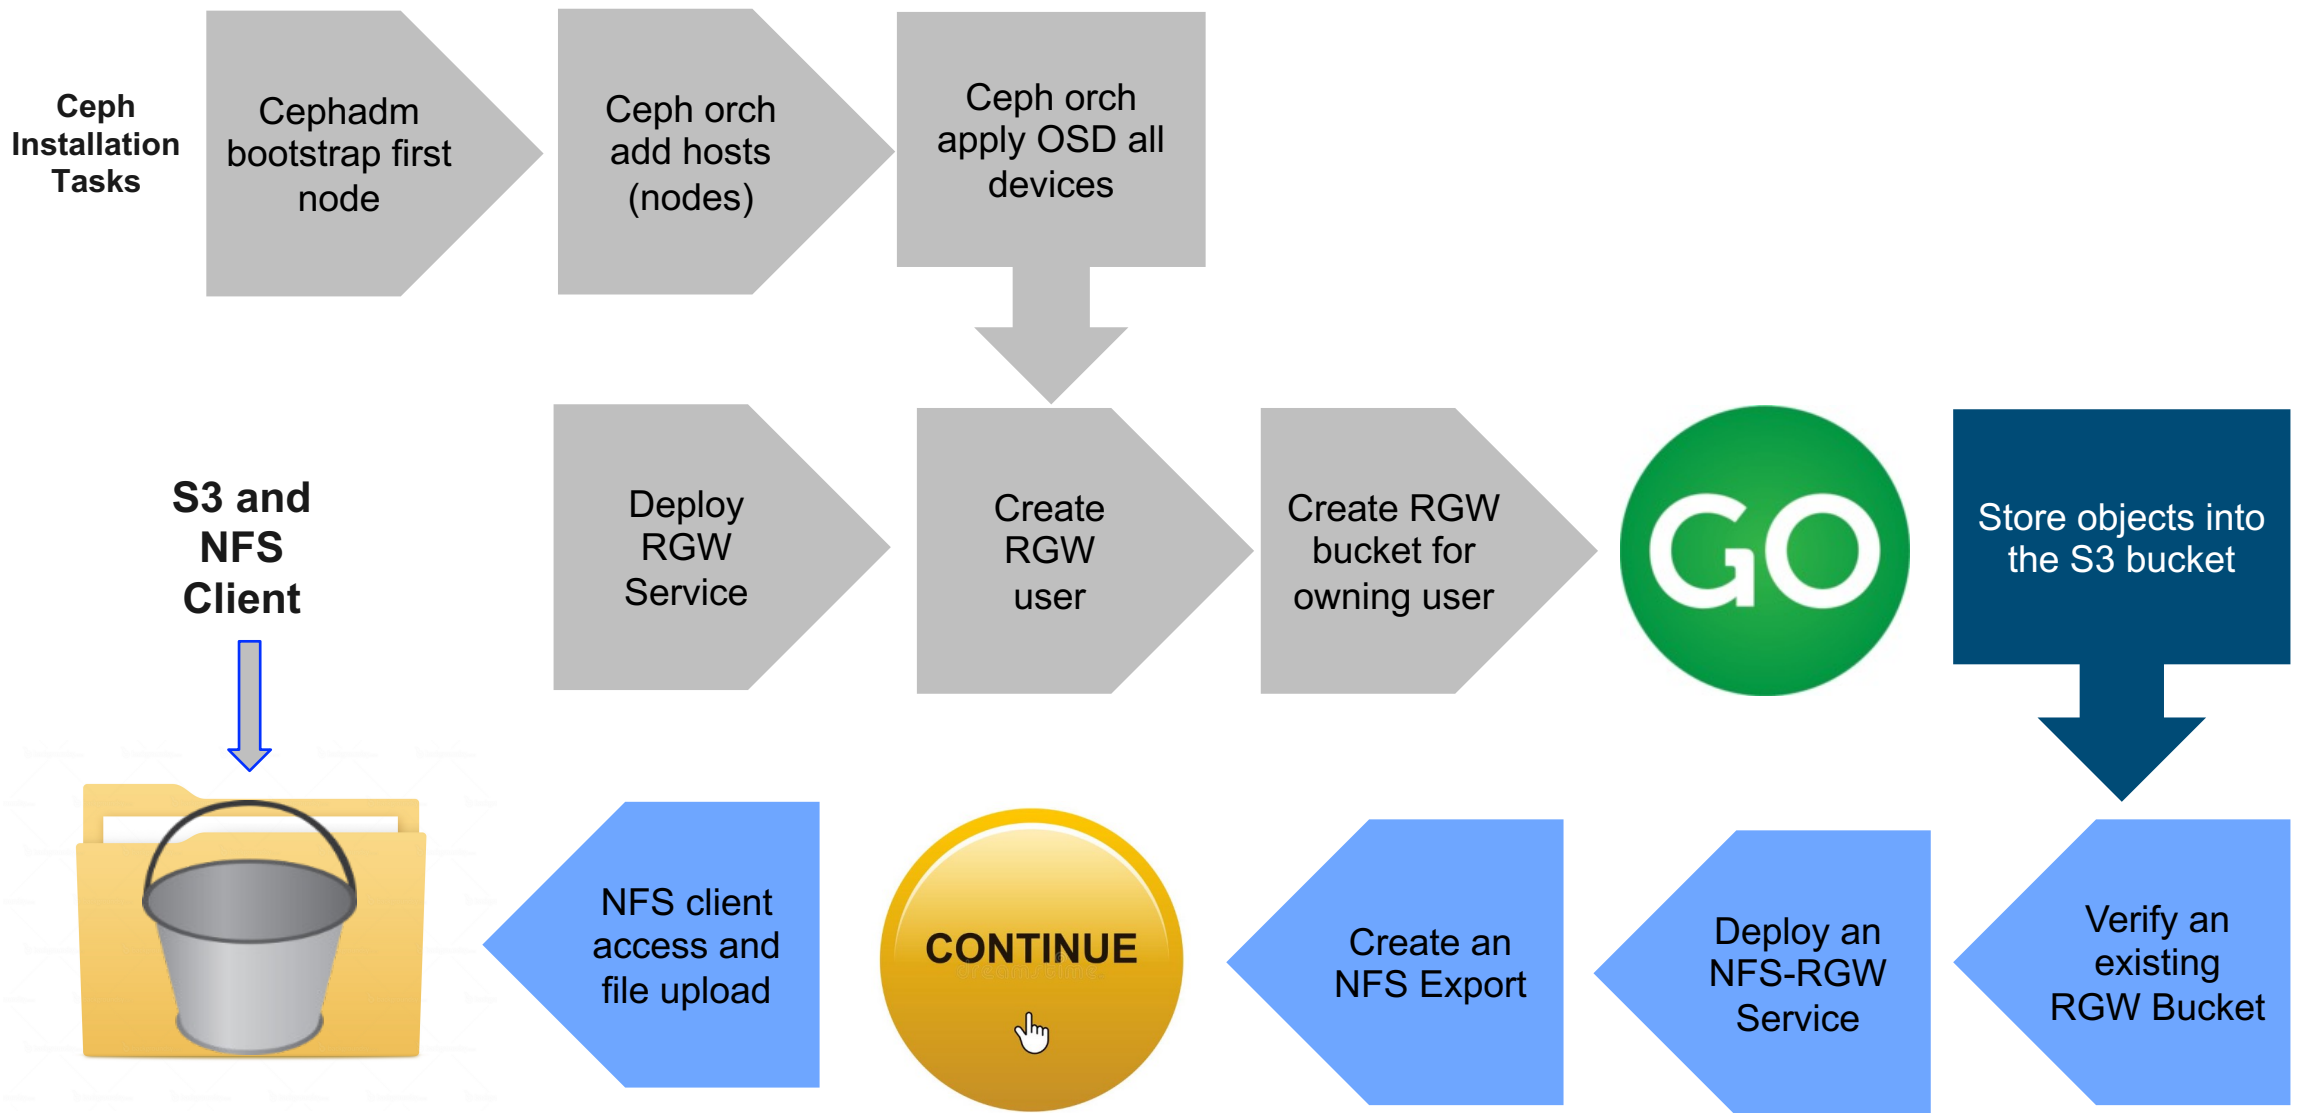 Ceph
Installation
Tasks
Cephadm
bootstrap first
node
Ceph orch
add hosts
(nodes)
Ceph orch
apply OSD all
devices
S3 and
NFS
Client
Deploy
RGW
Service
Create
RGW
user
Create RGW
bucket for
owning user
GO
Store objects into
the S3 bucket
Verify an
existing
RGW Bucket
Deploy an
NFS-RGW
Service
Create an
NFS Export
CONTINUE
NFS client
access and
file upload